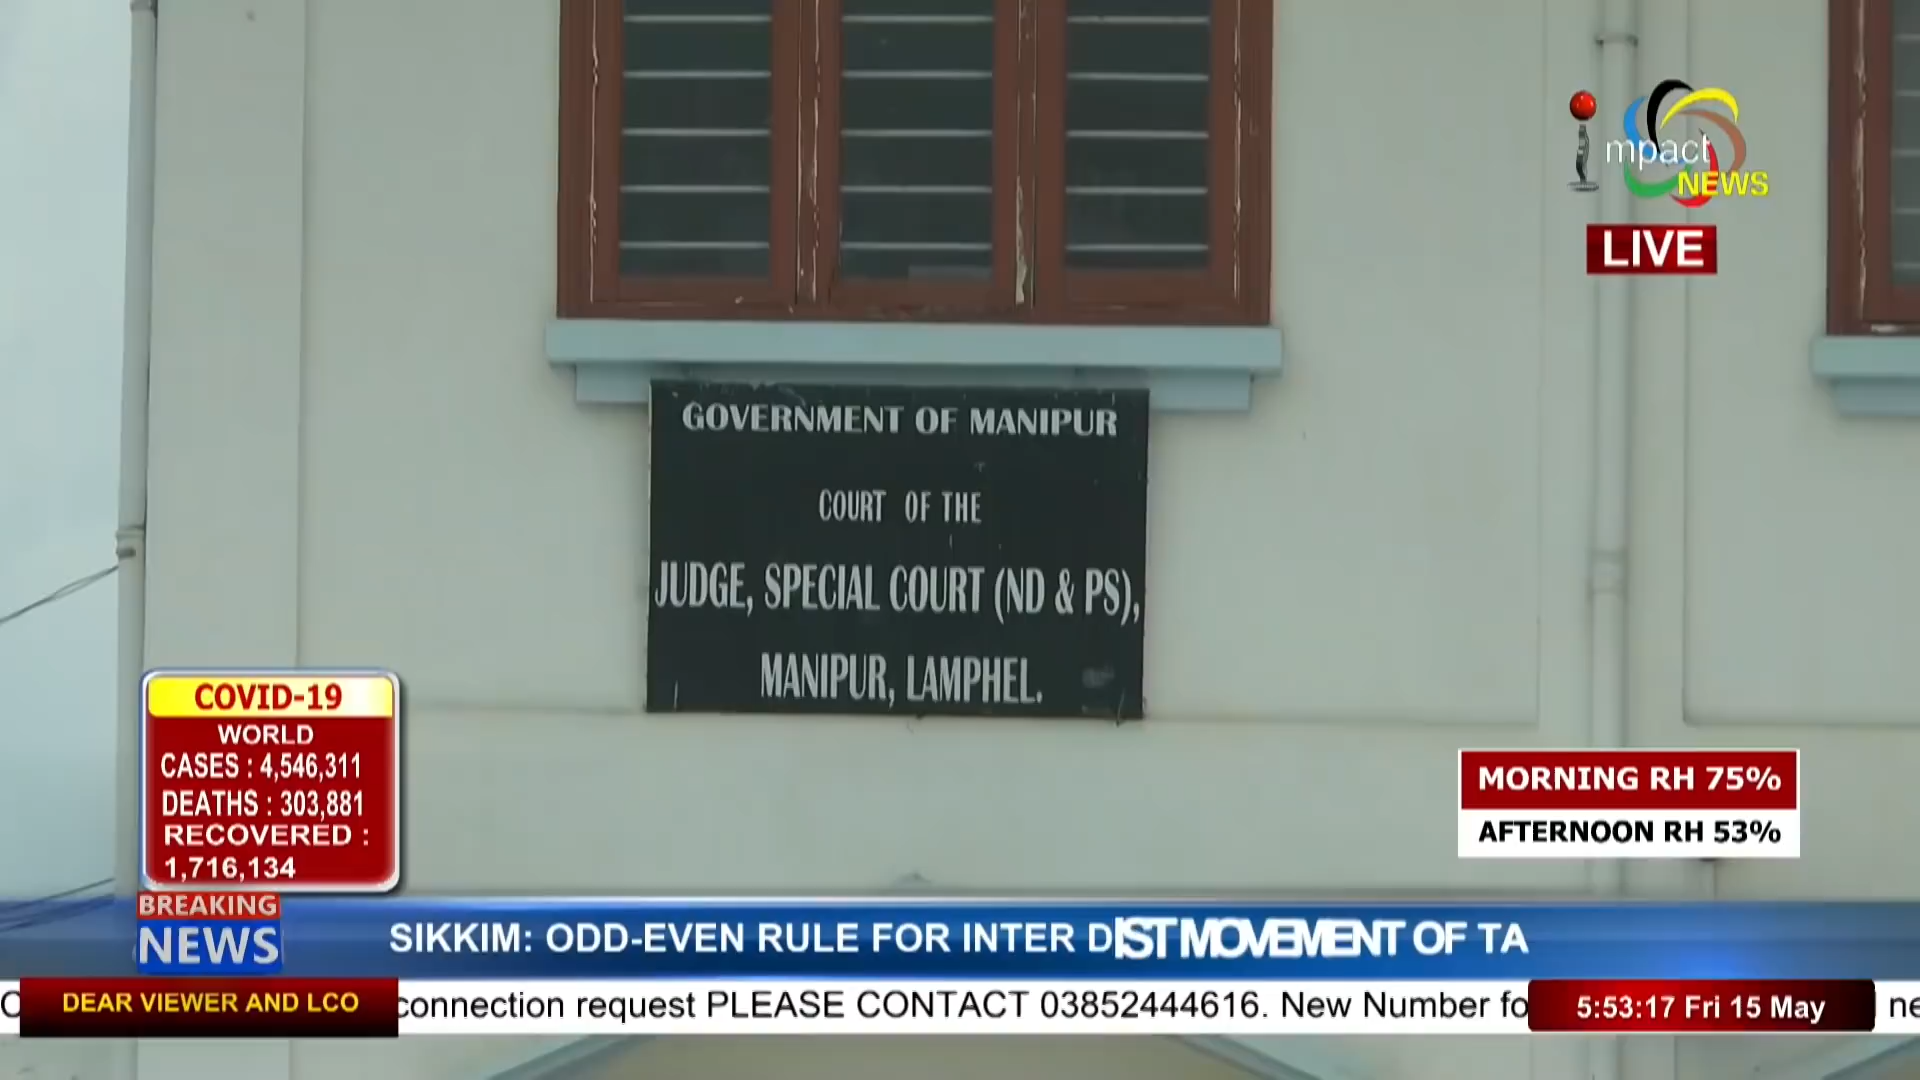 impact
NEWS
LIVE
GOVERNMENT OF MANIPUR
COURT OF THE
JUDGE, SPECIAL COURT (ND & PS),
MANIPUR, LAMPHEL.
COVID-19
WORLD
CASES : 4,546,311
DEATHS : 303,881
RECOVERED :
1,716,134
MORNING RH 75%
AFTERNOON RH 53%
BREAKING
NEWS
SIKKIM: ODD-EVEN RULE FOR INTER DIST MOVEMENT OF TA
DEAR VIEWER AND LCO
connection request PLEASE CONTACT 03852444616. New Number fo
5:53:17 Fri 15 May